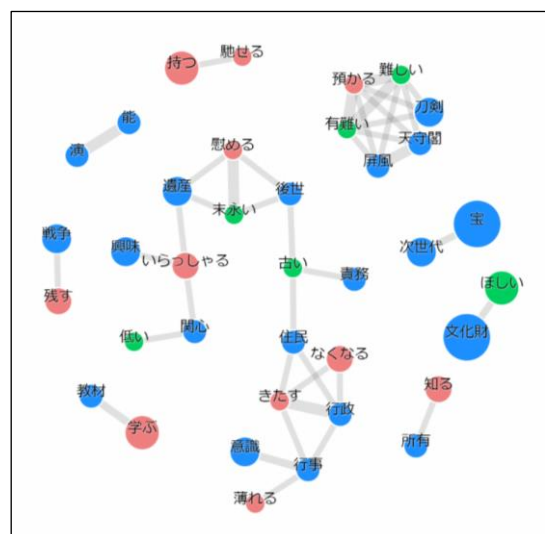 馳せる
持つ
難しい
預かる
刀剣
能
有難い
天守閣
演
慰める
屏風
遺産
後世
末永い
宝
戦争
興味
次世代
いらっしゃる
古い
責務
ほしい
残す
関心
文化財
低い
住民
なくなる
知る
教材
きたす
行政
学ぶ
意識
所有
行事
薄れる